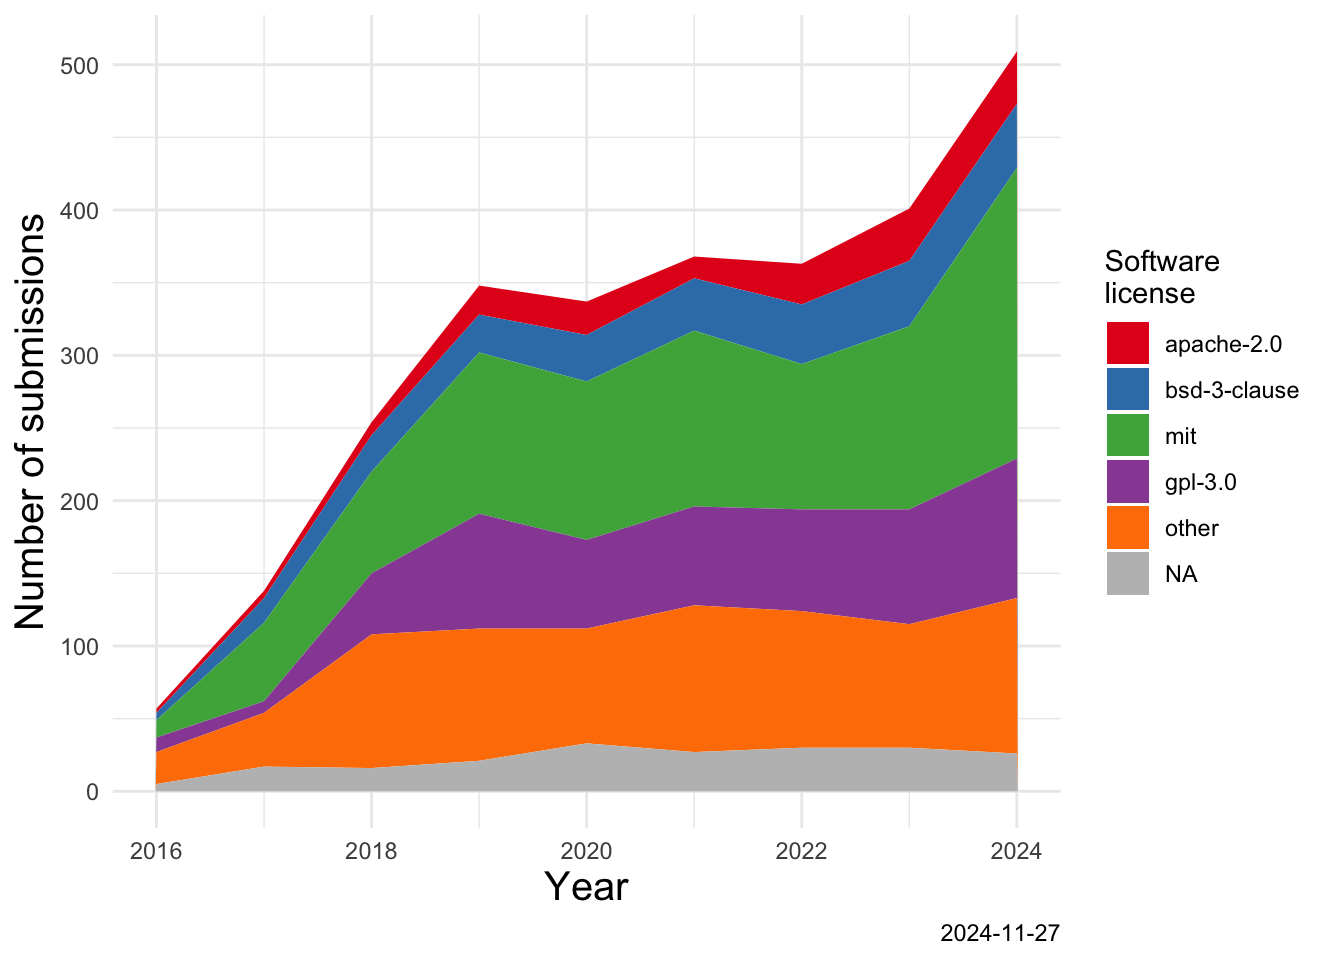 Number of submissions
500
400
300
200
100
0
2016
2018
2020
2022
2024
Year
Software
license
apache-2.0
bsd-3-clause
mit
gpl-3.0
other
NA
2024-11-27